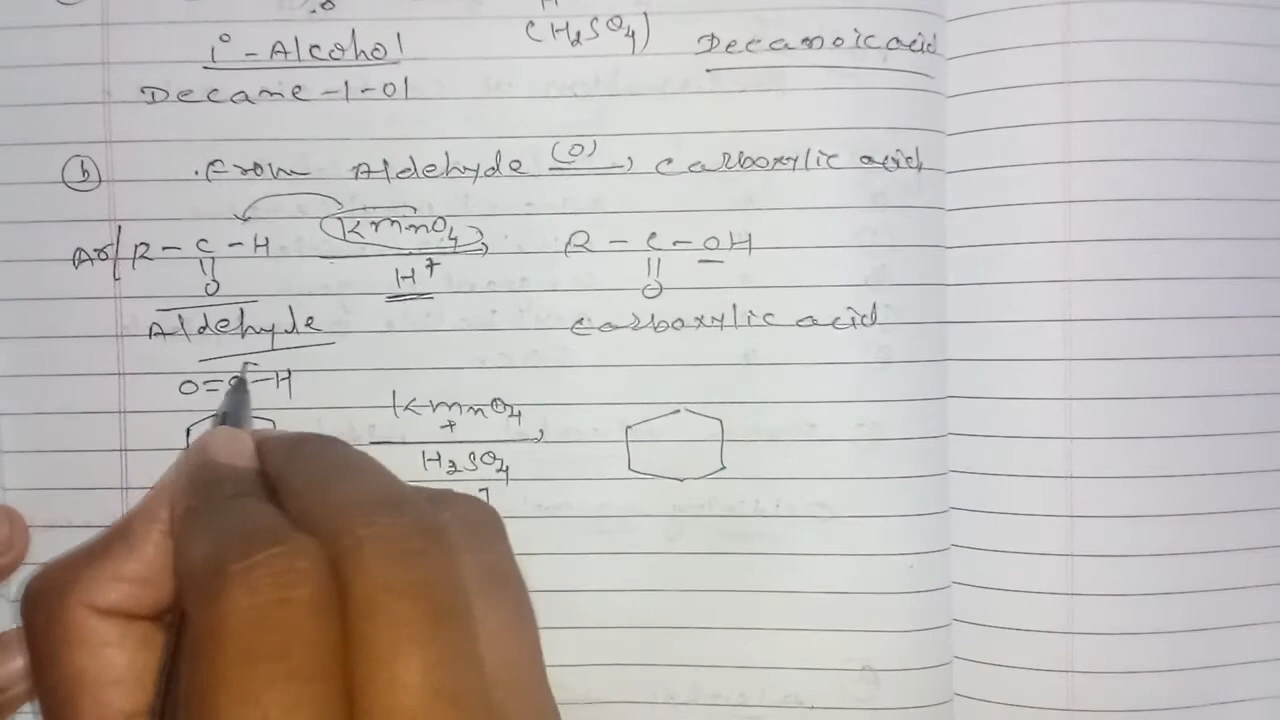 1° - Alcohol
(H₂SO₄) Decanoic acid
Decane-1-ol
(b) From Aldehyde (O) → Carboxylic acid
Ar/R - C - H KMnO₄ → R - C - OH
|| H⁺ ||
O O
Aldehyde Carboxylic acid
O=C-H
KMnO₄
+
H₂SO₄